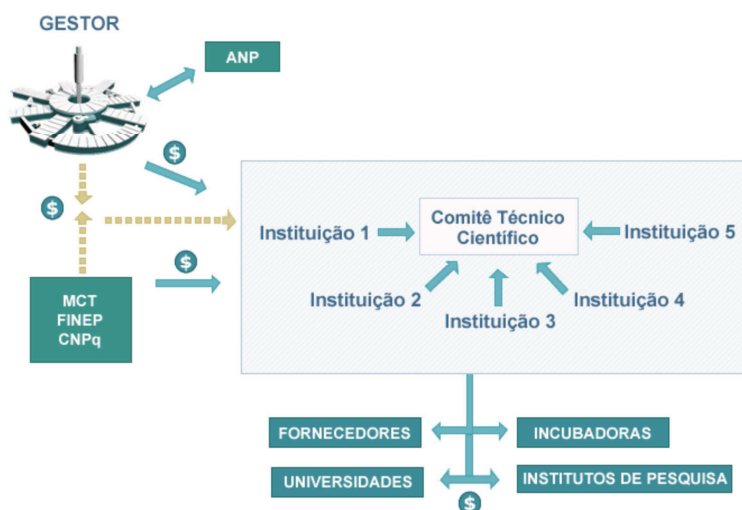 GESTOR
ANP
$
$
Comitê Técnico
Científico
Instituição 1
Instituição 5
$
MCT
FINEP
CNPq
Instituição 2
Instituição 4
Instituição 3
FORNECEDORES
INCUBADORAS
UNIVERSIDADES
INSTITUTOS DE PESQUISA
$